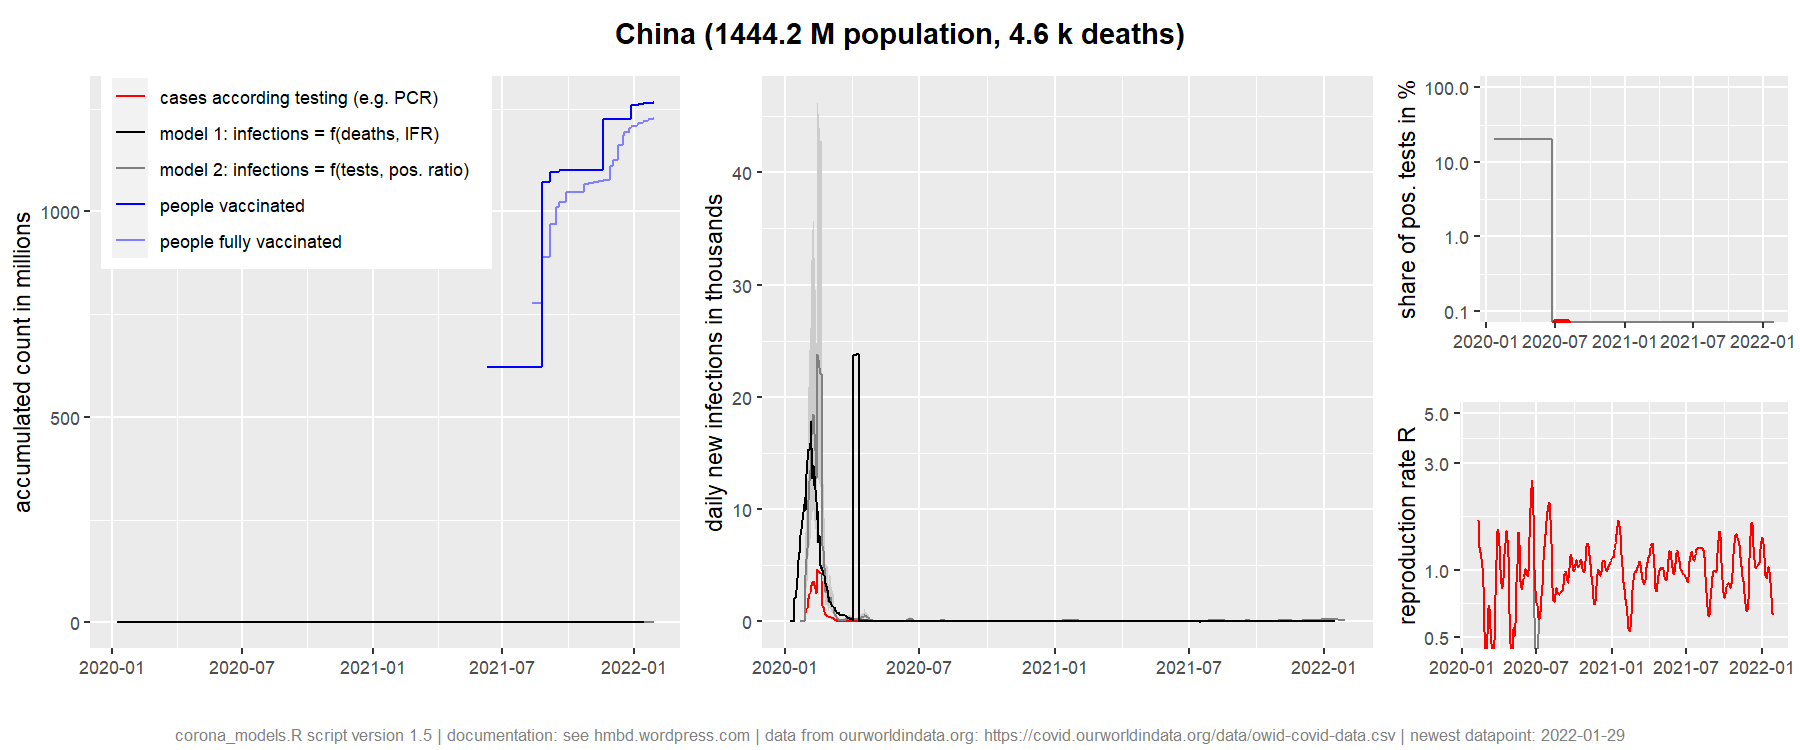 China (1444.2 M population, 4.6 k deaths)
accumulated count in millions
1000
500
0
cases according testing (e.g. PCR)
model 1: infections = f(deaths, IFR)
model 2: infections = f(tests, pos. ratio)
people vaccinated
people fully vaccinated
2020-01 2020-07 2021-01 2021-07 2022-01
daily new infections in thousands
40
30
20
10
0
2020-01 2020-07 2021-01 2021-07 2022-01
share of pos. tests in %
100.0
10.0
1.0
0.1
2020-01 2020-07 2021-01 2021-07 2022-01
reproduction rate R
5.0
3.0
1.0
0.5
2020-01 2020-07 2021-01 2021-07 2022-01
corona_models.R script version 1.5 | documentation: see hmbd.wordpress.com | data from ourworldindata.org: https://covid.ourworldindata.org/data/owid-covid-data.csv | newest datapoint: 2022-01-29